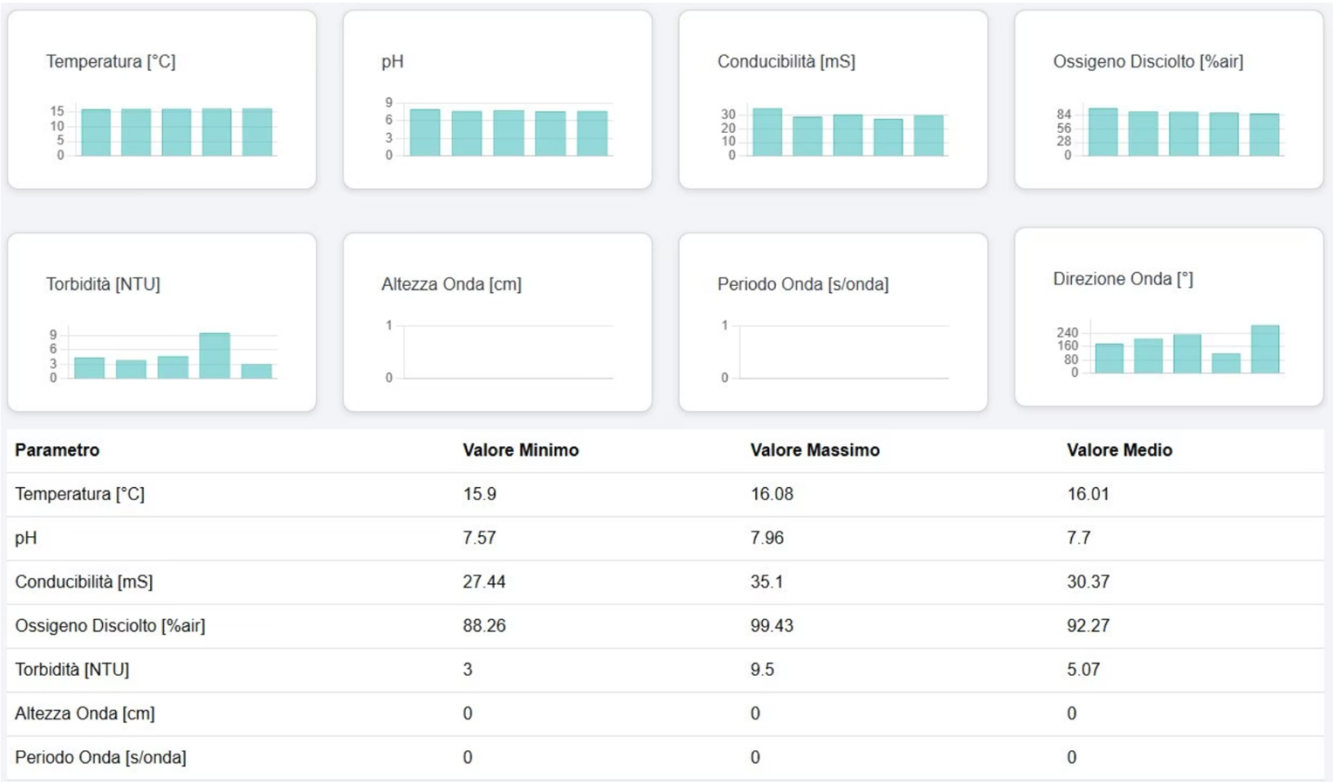 Temperatura [°C]
15
10
5
0
pH
9
6
3
0
Conducibilità [mS]
30
20
10
0
Ossigeno Disciolto [%air]
84
56
28
0
Torbidità [NTU]
9
6
3
0
Altezza Onda [cm]
1
0
Periodo Onda [s/onda]
1
0
Direzione Onda [°]
240
160
80
0
Parametro Valore Minimo Valore Massimo Valore Medio
Temperatura [°C] 15.9 16.08 16.01
pH 7.57 7.96 7.7
Conducibilità [mS] 27.44 35.1 30.37
Ossigeno Disciolto [%air] 88.26 99.43 92.27
Torbidità [NTU] 3 9.5 5.07
Altezza Onda [cm] 0 0 0
Periodo Onda [s/onda] 0 0 0